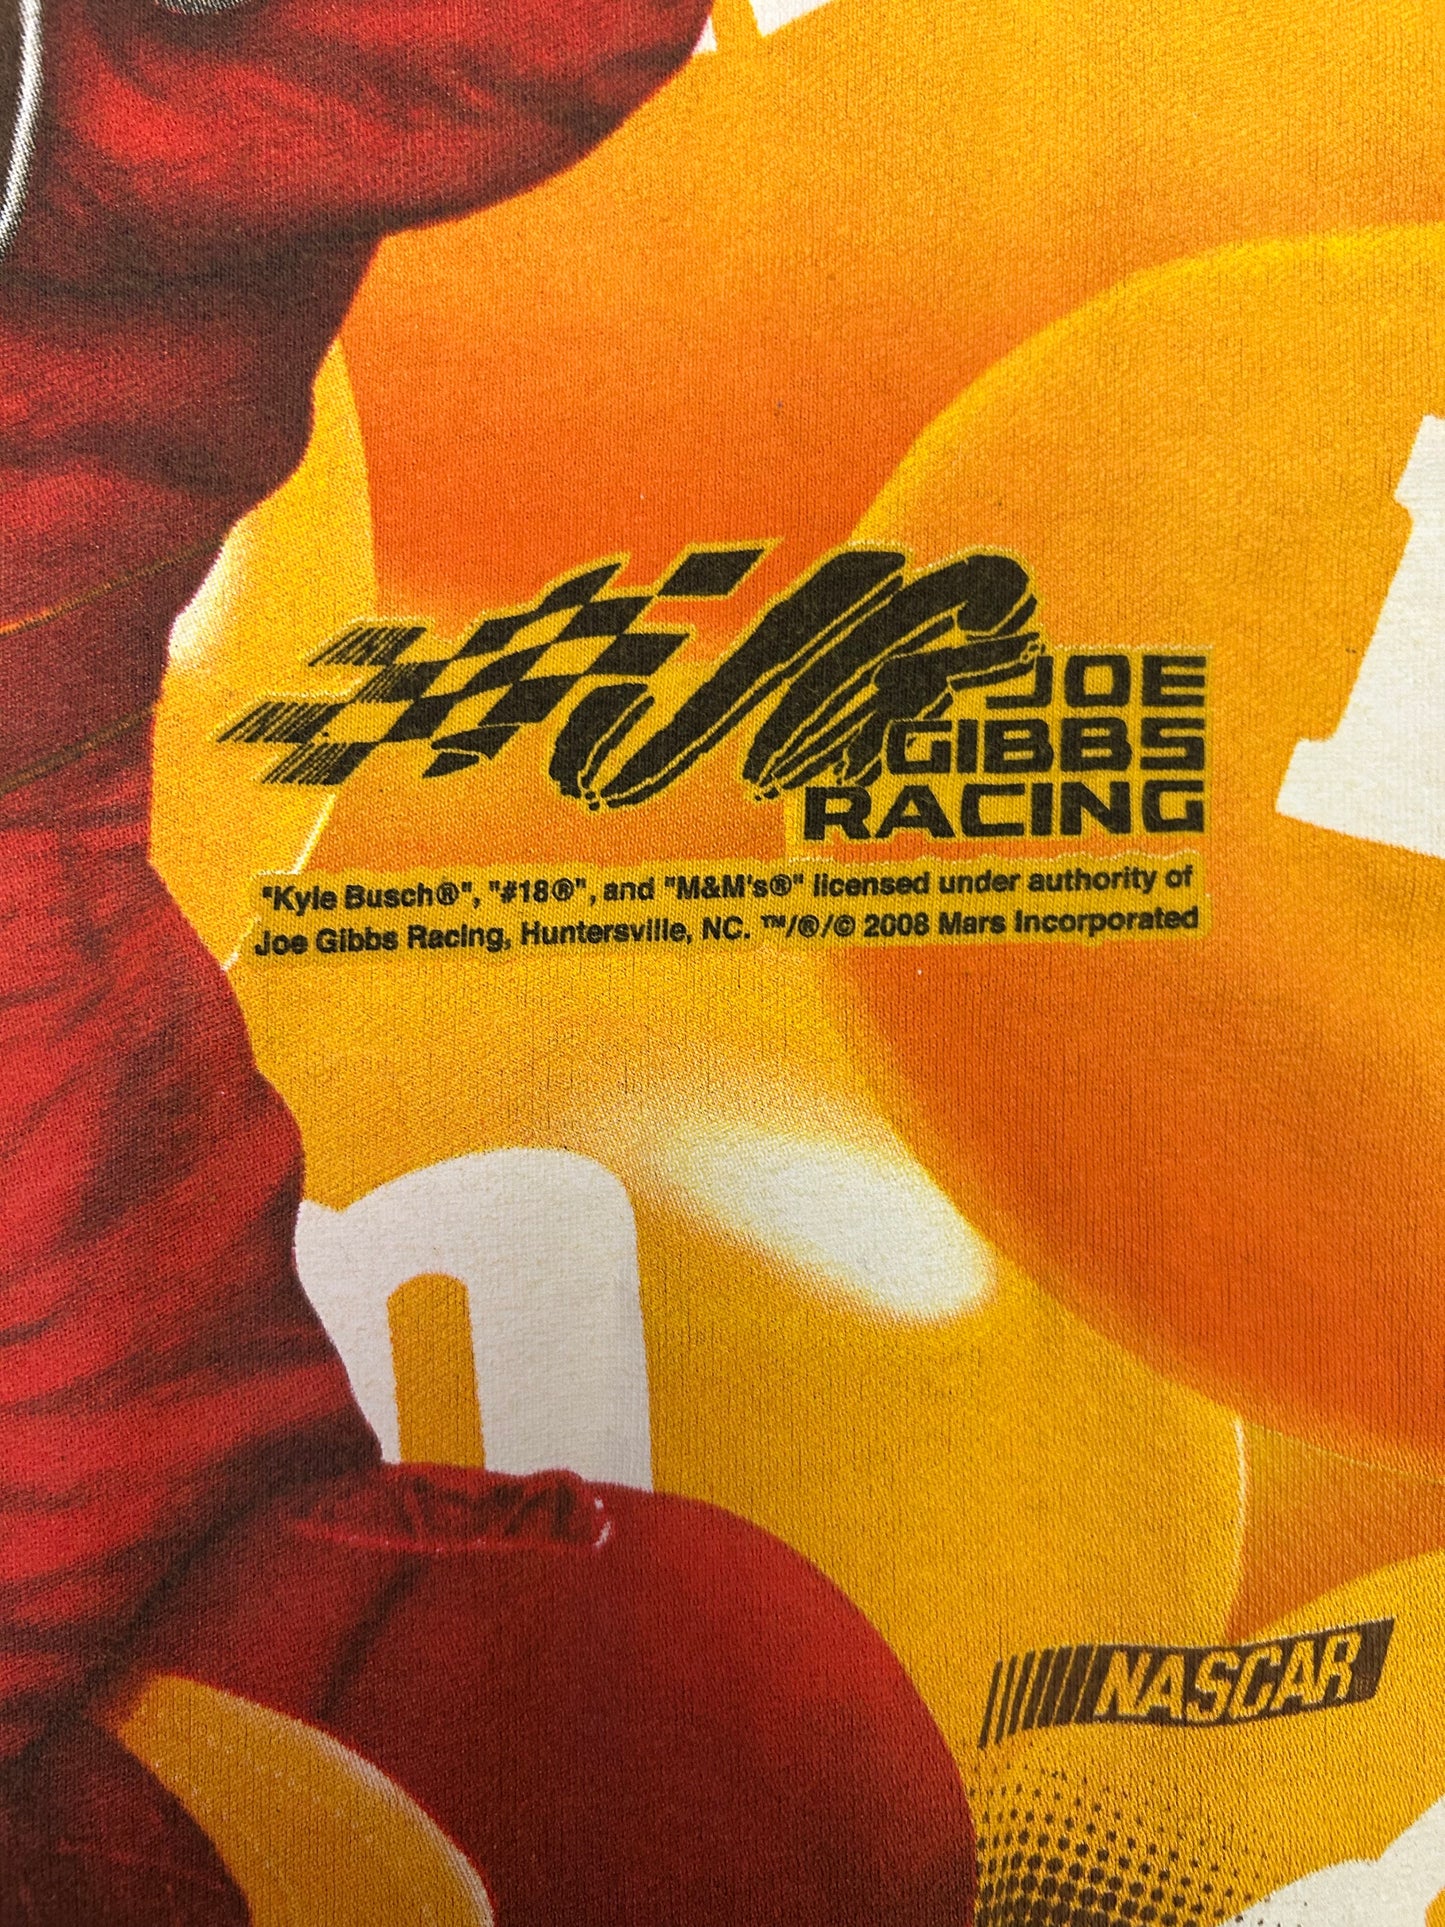 JOE
GIBBS
RACING
"Kyle Busch®", "#18®", and "M&M's®" licensed under authority of
Joe Gibbs Racing, Huntersville, NC. ™/®/© 2008 Mars Incorporated
m
NASCAR